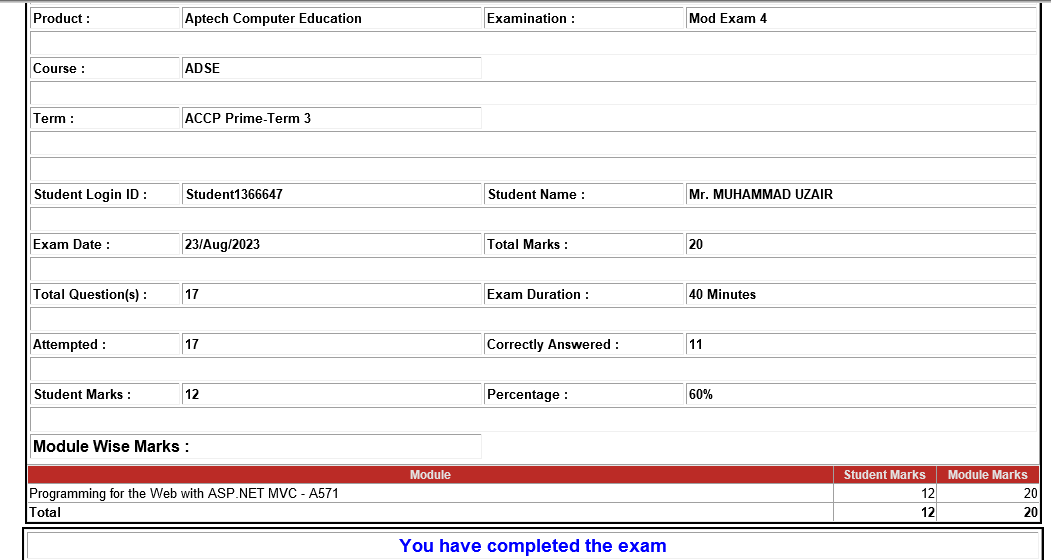 Product : Aptech Computer Education Examination : Mod Exam 4
Course : ADSE
Term : ACCP Prime-Term 3
Student Login ID : Student1366647 Student Name : Mr. MUHAMMAD UZAIR
Exam Date : 23/Aug/2023 Total Marks : 20
Total Question(s) : 17 Exam Duration : 40 Minutes
Attempted : 17 Correctly Answered : 11
Student Marks : 12 Percentage : 60%
Module Wise Marks :
Module Student Marks Module Marks
Programming for the Web with ASP.NET MVC - A571 12 20
Total 12 20
You have completed the exam